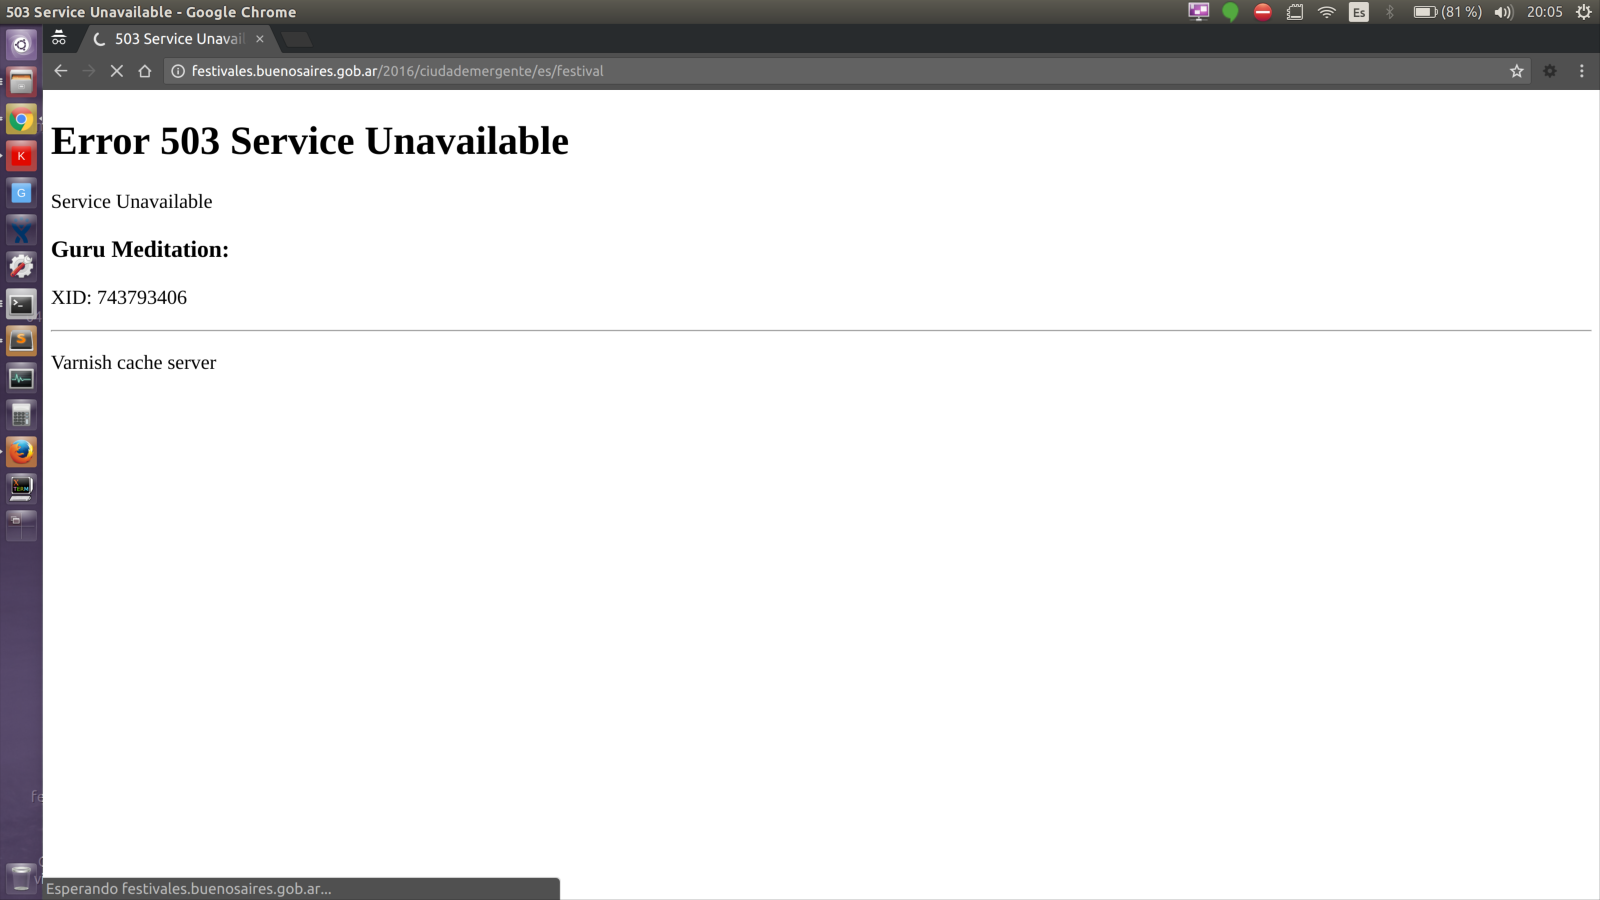 503 Service Unavailable - Google Chrome
Es
(81 %)
20:05
503 Service Unavail
festivales.buenosaires.gob.ar/2016/ciudademergente/es/festival
Error 503 Service Unavailable
Service Unavailable
Guru Meditation:
XID: 743793406
Varnish cache server
K
G
S
X
TERM
Esperando festivales.buenosaires.gob.ar...